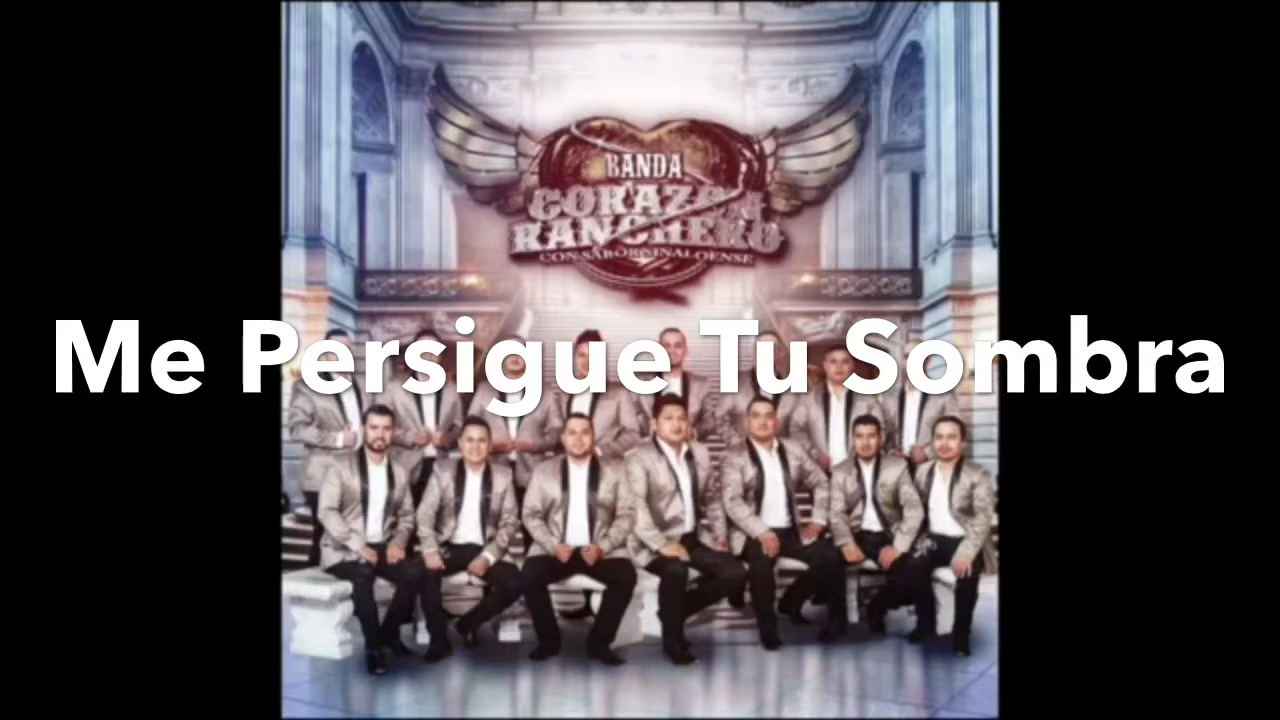 BANDA
CORAZON
RANCHERO
CON SABOR SINALOENSE
Me Persigue Tu Sombra